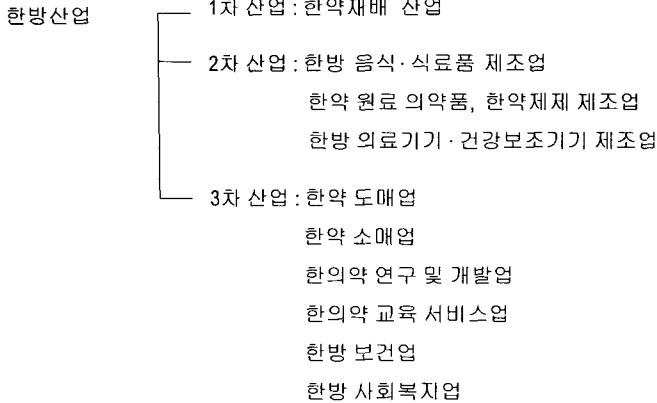 한방산업
1차 산업 : 한약재배 산업
2차 산업 : 한방 음식·식료품 제조업
한약 원료 의약품, 한약제제 제조업
한방 의료기기·건강보조기기 제조업
3차 산업 : 한약 도매업
한약 소매업
한의약 연구 및 개발업
한의약 교육 서비스업
한방 보건업
한방 사회복지업